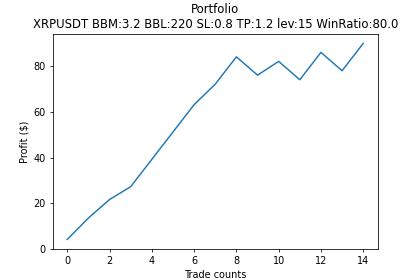 Portfolio
XRPUSDT BBM:3.2 BBL:220 SL:0.8 TP:1.2 lev:15 WinRatio:80.0
Profit ($)
80
60
40
20
0
0 2 4 6 8 10 12 14
Trade counts